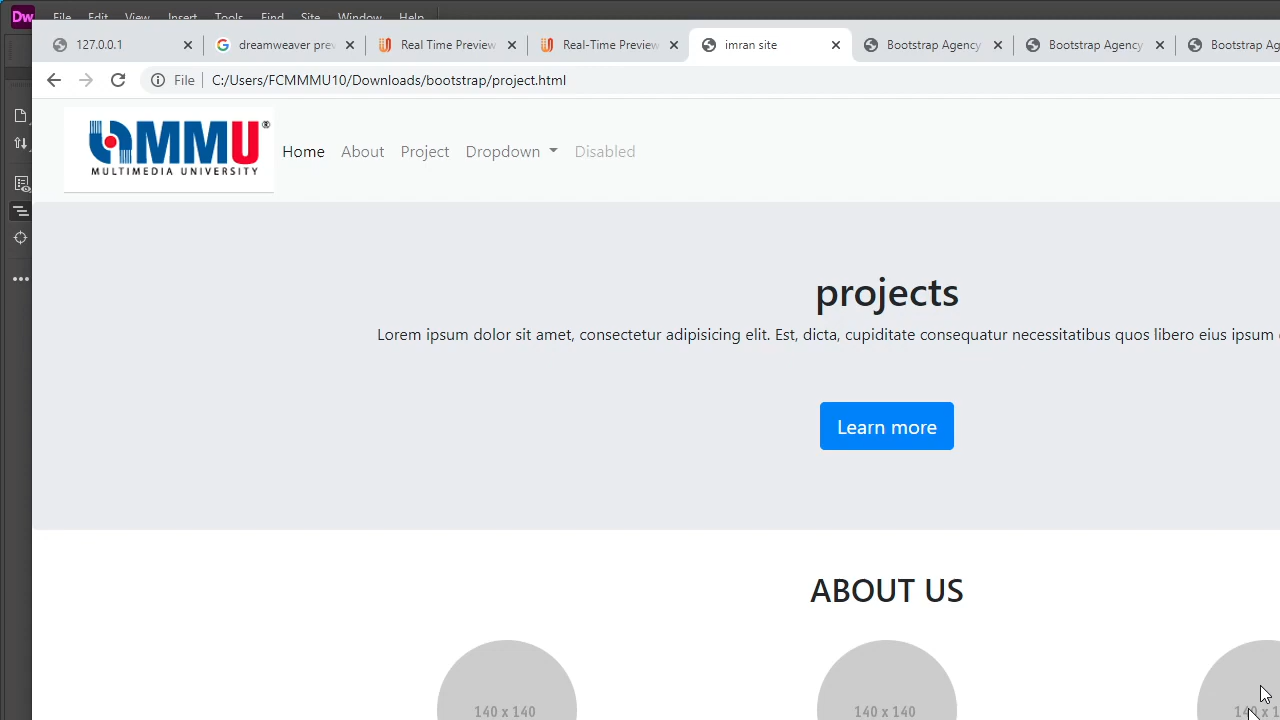 Dw File Edit View Insert Tools Find Site Window Help
127.0.0.1 dreamweaver prev Real Time Preview Real-Time Preview imran site Bootstrap Agency Bootstrap Agency Bootstrap Ag
File C:/Users/FCMMMU10/Downloads/bootstrap/project.html
MMU®
MULTIMEDIA UNIVERSITY
Home About Project Dropdown Disabled
projects
Lorem ipsum dolor sit amet, consectetur adipisicing elit. Est, dicta, cupiditate consequatur necessitatibus quos libero eius ipsum
Learn more
ABOUT US
140 x 140 140 x 140 140 x 1